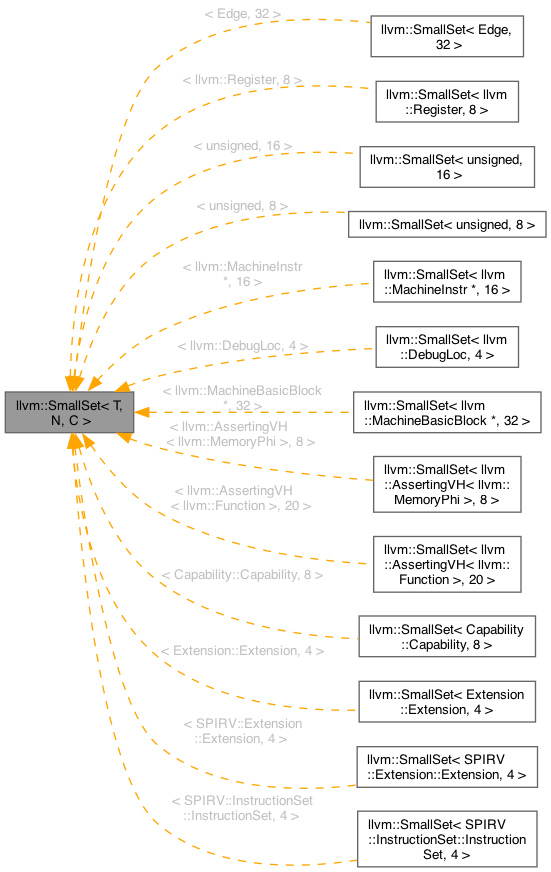 < Edge, 32 >
llvm::SmallSet< Edge,
32 >
< llvm::Register, 8 >
llvm::SmallSet< llvm
::Register, 8 >
< unsigned, 16 >
llvm::SmallSet< unsigned,
16 >
< unsigned, 8 >
llvm::SmallSet< unsigned, 8 >
< llvm::MachineInstr
*, 16 >
llvm::SmallSet< llvm
::MachineInstr *, 16 >
< llvm::DebugLoc, 4 >
llvm::SmallSet< llvm
::DebugLoc, 4 >
llvm::SmallSet< T,
N, C >
< llvm::MachineBasicBlock
*, 32 >
llvm::SmallSet< llvm
::MachineBasicBlock *, 32 >
< llvm::AssertingVH
< llvm::MemoryPhi >, 8 >
llvm::SmallSet< llvm
::AssertingVH< llvm::
MemoryPhi >, 8 >
< llvm::AssertingVH
< llvm::Function >, 20 >
llvm::SmallSet< llvm
::AssertingVH< llvm::
Function >, 20 >
< Capability::Capability, 8 >
llvm::SmallSet< Capability
::Capability, 8 >
< Extension::Extension, 4 >
llvm::SmallSet< Extension
::Extension, 4 >
< SPIRV::Extension
::Extension, 4 >
llvm::SmallSet< SPIRV
::Extension::Extension, 4 >
< SPIRV::InstructionSet
::InstructionSet, 4 >
llvm::SmallSet< SPIRV
::InstructionSet::Instruction
Set, 4 >